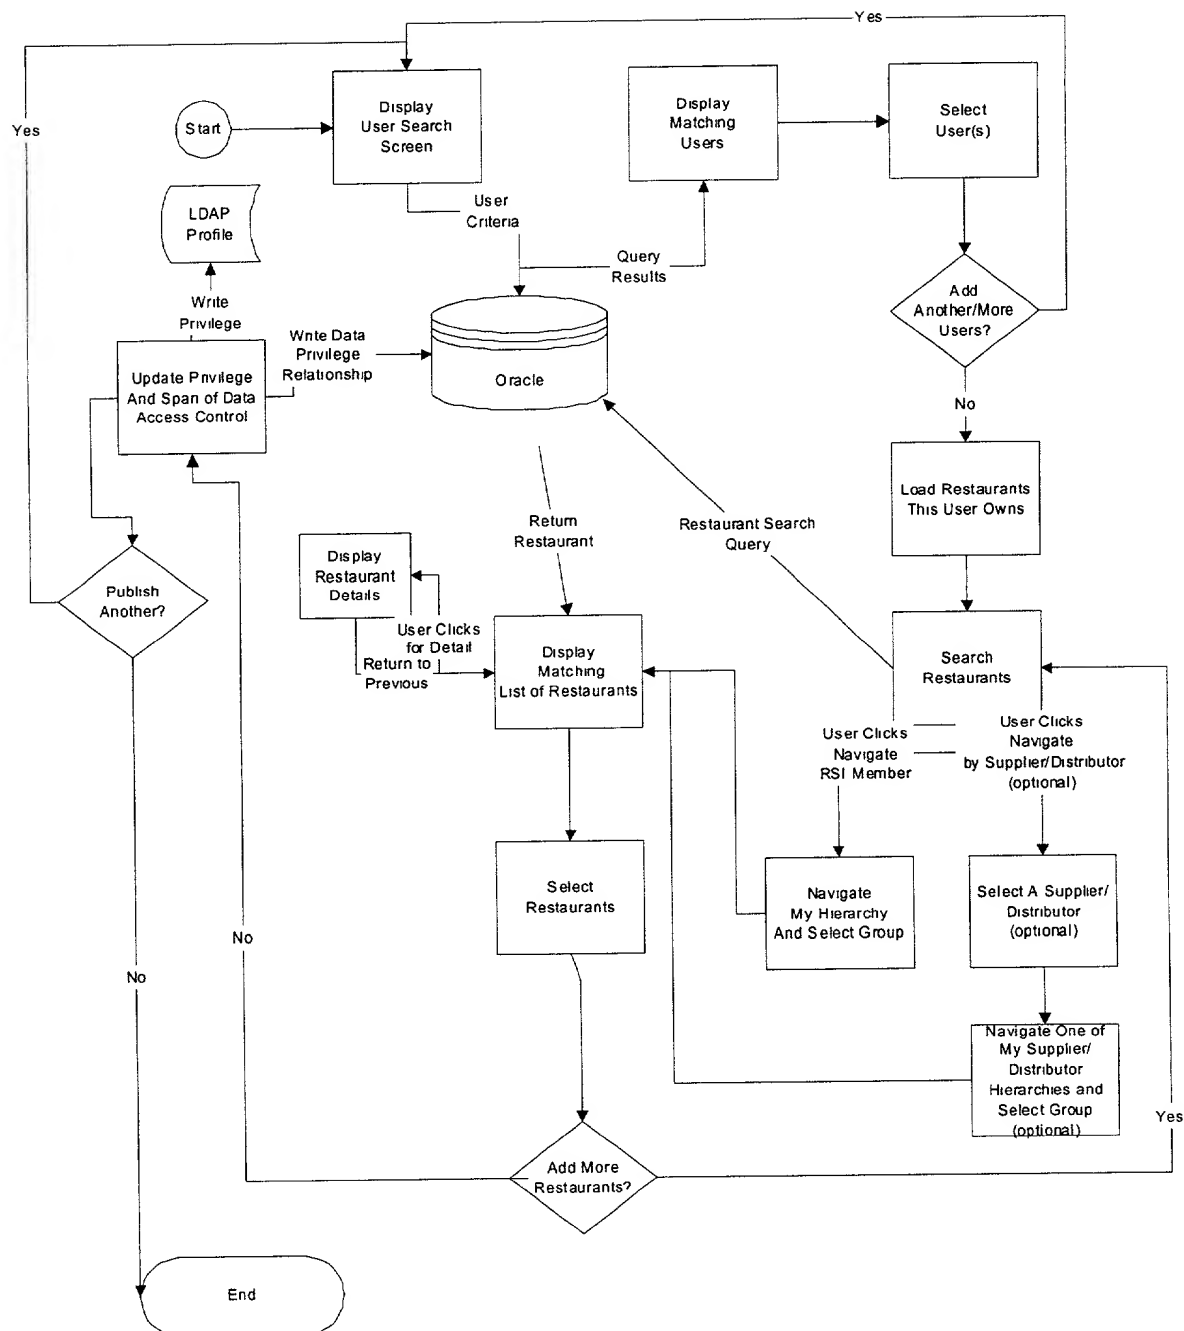 Yes
Yes
Start
Display
User Search
Screen
Display
Matching
Users
Select
User(s)
LDAP
Profile
User
Criteria
Query
Results
Add
Another/More
Users?
Write
Privilege
Write Data
Privilege
Relationship
Oracle
Update Privilege
And Span of Data
Access Control
No
Load Restaurants
This User Owns
Return
Restaurant
Restaurant Search
Query
Display
Restaurant
Details
Publish
Another?
User Clicks
for Detail
Return to
Previous
Display
Matching
List of Restaurants
Search
Restaurants
User Clicks
Navigate
RSI Member
User Clicks
Navigate
by Supplier/Distributor
(optional)
Select
Restaurants
Navigate
My Hierarchy
And Select Group
Select A Supplier/
Distributor
(optional)
No
No
Navigate One of
My Supplier/
Distributor
Hierarchies and
Select Group
(optional)
Yes
Add More
Restaurants?
End